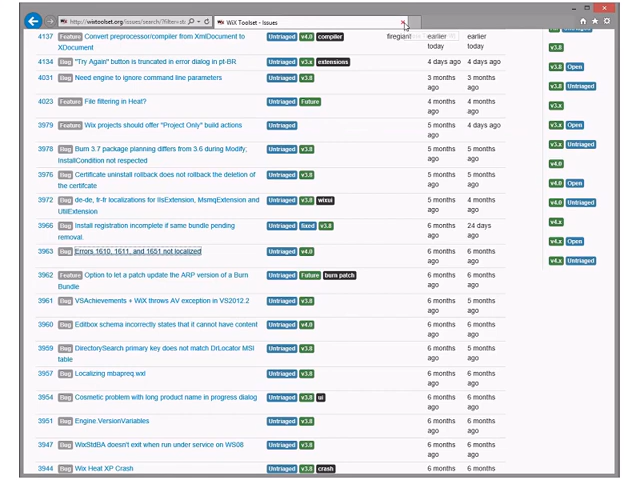 http://wixtoolset.org/issues/search/?filter=
WiX Toolset - Issues
4137 Feature Convert preprocessor/compiler from XmlDocument to Untriaged v4.0 compiler firegiant earlier earlier
XDocument today today
v3.8
4134 Bug "Try Again" button is truncated in error dialog in pt-BR Untriaged v3.x extensions 4 days ago 4 days ago
v3.8 Open
4031 Bug Need engine to ignore command line parameters Untriaged v3.8 3 months 3 months
ago ago
v3.8 Untriaged
4023 Bug File filtering in Heat? Untriaged Future 4 months 4 months
ago ago
v3.x
3979 Feature Wix projects should offer "Project Only" build actions Untriaged 5 months 4 days ago
ago
v3.x Open
3978 Bug Burn 3.7 package planning differs from 3.6 during Modify; Untriaged v3.8 5 months 5 months
InstallCondition not respected ago ago
v3.x Untriaged
v4.0
3976 Bug Certificate uninstall rollback does not rollback the deletion of Untriaged v3.8 5 months 5 months
the certifcate ago ago
v4.0 Open
3972 Bug de-de, fr-fr localizations for IIsExtension, MsmqExtension and Untriaged v3.8 wixui 5 months 5 months
UtilExtension ago ago
v4.0 Untriaged
3966 Bug Install registration incomplete if same bundle pending Untriaged fixed v3.8 6 months 24 days
removal. ago ago
v4.x
v4.x Open
3963 Bug Errors 1610, 1611, and 1651 not localized Untriaged v4.0 6 months 6 months
ago ago
v4.x Untriaged
3962 Feature Option to let a patch update the ARP version of a Burn Untriaged Future burn patch 6 months 6 months
Bundle ago ago
3961 Bug VSAchievements + WiX throws AV exception in VS2012.2 Untriaged v3.8 6 months 5 months
ago ago
3960 Bug Editbox schema incorrectly states that it cannot have content Untriaged v4.0 6 months 6 months
ago ago
3959 Bug DirectorySearch primary key does not match DrLocator MSI Untriaged v3.8 6 months 6 months
table ago ago
3957 Bug Localizing mbapreq.wxl Untriaged v3.8 6 months 6 months
ago ago
3954 Bug Cosmetic problem with long product name in progress dialog Untriaged v3.8 ui 6 months 6 months
ago ago
3951 Bug Engine VersionVariables Untriaged v3.8 6 months 6 months
ago ago
3947 Bug WixStdBA doesn't exit when run under service on WS08 Untriaged v3.8 6 months 6 months
ago ago
3944 Bug Wix Heat XP Crash Untriaged v3.8 crash 6 months 6 months